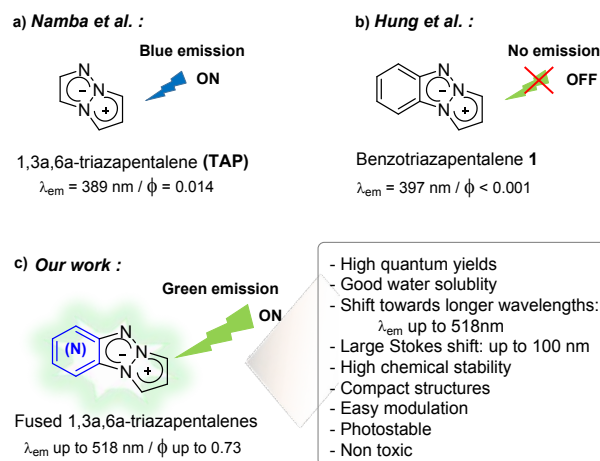 a) Namba et al. :
Blue emission
ON
N
N
N
−
+
1,3a,6a-triazapentalene (TAP)
λem = 389 nm / ϕ = 0.014
b) Hung et al. :
No emission
OFF
N
N
N
−
+
Benzotriazapentalene 1
λem = 397 nm / ϕ < 0.001
c) Our work :
Green emission
ON
(N)
N
N
N
−
+
Fused 1,3a,6a-triazapentalenes
λem up to 518 nm / ϕ up to 0.73
- High quantum yields
- Good water solublity
- Shift towards longer wavelengths:
λem up to 518nm
- Large Stokes shift: up to 100 nm
- High chemical stability
- Compact structures
- Easy modulation
- Photostable
- Non toxic